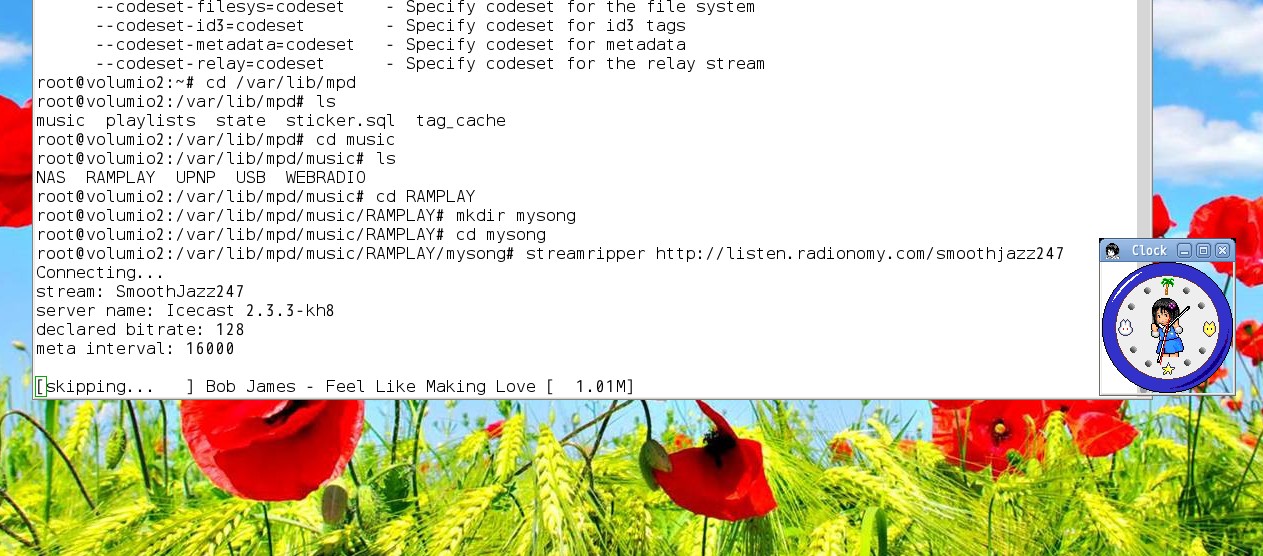 --codeset-filesys=codeset    - Specify codeset for the file system
--codeset-id3=codeset        - Specify codeset for id3 tags
--codeset-metadata=codeset   - Specify codeset for metadata
--codeset-relay=codeset      - Specify codeset for the relay stream
root@volumio2:~# cd /var/lib/mpd
root@volumio2:/var/lib/mpd# ls
music  playlists  state  sticker.sql  tag_cache
root@volumio2:/var/lib/mpd# cd music
root@volumio2:/var/lib/mpd/music# ls
NAS  RAMPLAY  UPNP  USB  WEBRADIO
root@volumio2:/var/lib/mpd/music# cd RAMPLAY
root@volumio2:/var/lib/mpd/music/RAMPLAY# mkdir mysong
root@volumio2:/var/lib/mpd/music/RAMPLAY# cd mysong
root@volumio2:/var/lib/mpd/music/RAMPLAY/mysong# streamripper http://listen.radionomy.com/smoothjazz247
Connecting...
stream: SmoothJazz247
server name: Icecast 2.3.3-kh8
declared bitrate: 128
meta interval: 16000
[skipping...   ] Bob James - Feel Like Making Love [  1.01M]
Clock